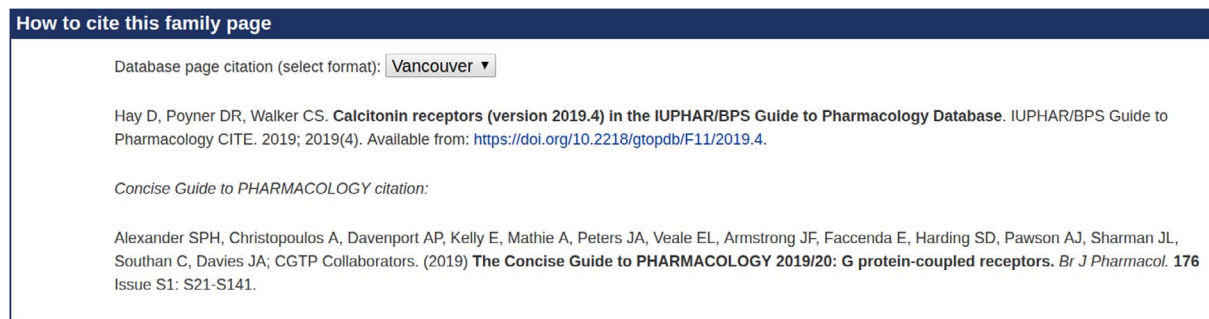 How to cite this family page
Database page citation (select format): Vancouver ▼
Hay D, Poyner DR, Walker CS. Calcitonin receptors (version 2019.4) in the IUPHAR/BPS Guide to Pharmacology Database. IUPHAR/BPS Guide to
Pharmacology CITE. 2019; 2019(4). Available from: https://doi.org/10.2218/gtopdb/F11/2019.4.
Concise Guide to PHARMACOLOGY citation:
Alexander SPH, Christopoulos A, Davenport AP, Kelly E, Mathie A, Peters JA, Veale EL, Armstrong JF, Faccenda E, Harding SD, Pawson AJ, Sharman JL,
Southan C, Davies JA; CGTP Collaborators. (2019) The Concise Guide to PHARMACOLOGY 2019/20: G protein-coupled receptors. Br J Pharmacol. 176
Issue S1: S21-S141.